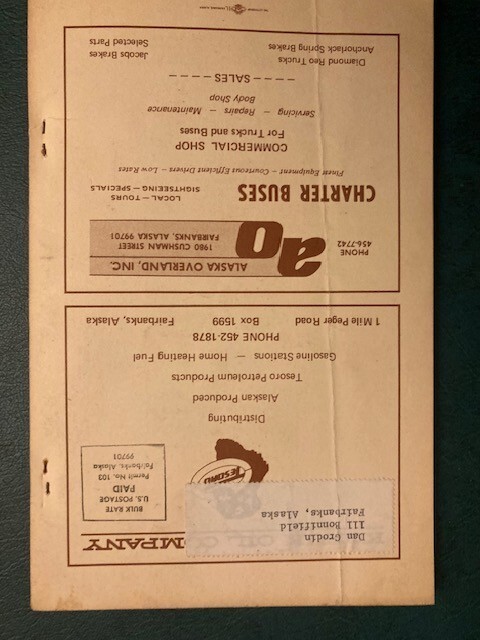 OIL COMPANY
Dan Grodin
111 Bonnifield
Fairbanks, Alaska
BULK RATE
U.S. POSTAGE
PAID
Permit No. 103
Fairbanks, Alaska
99701
TESORO
Distributing
Alaskan Produced
Tesoro Petroleum Products
Gasoline Stations — Home Heating Fuel
PHONE 452-1878
1 Mile Peger Road Box 1599 Fairbanks, Alaska
ALASKA OVERLAND, INC.
1980 CUSHMAN STREET
FAIRBANKS, ALASKA 99701
ao
PHONE
456-7742
CHARTER BUSES
LOCAL — TOURS
SIGHTSEEING — SPECIALS
Finest Equipment — Courteous Efficient Drivers — Low Rates
COMMERCIAL SHOP
For Trucks and Buses
Servicing — Repairs — Maintenance
Body Shop
— — — SALES — — —
Diamond Reo Trucks Jacobs Brakes
Anchorlock Spring Brakes Selected Parts